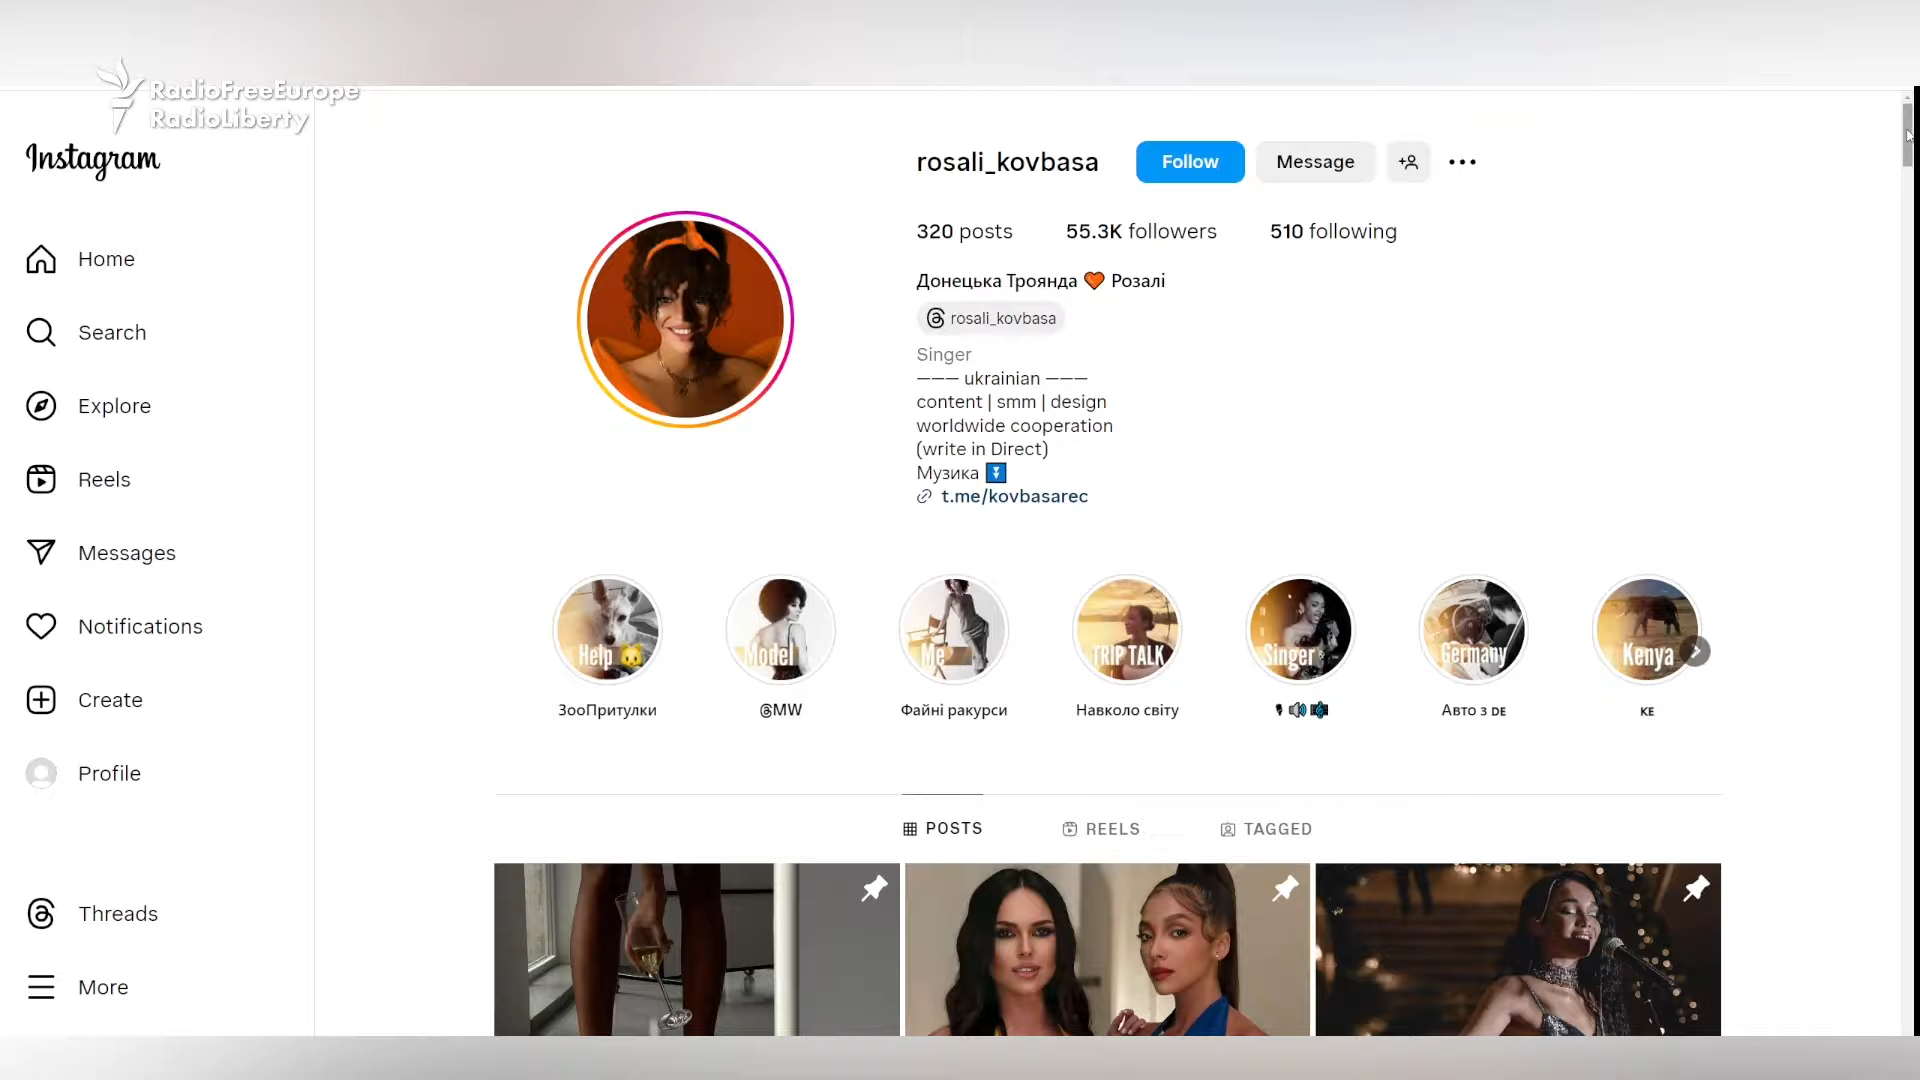 RadioFreeEurope
RadioLiberty
Instagram
Home
Search
Explore
Reels
Messages
Notifications
Create
Profile
Threads
More
rosali_kovbasa
Follow
Message
320 posts 55.3K followers 510 following
Донецька Троянда 🧡 Розалі
rosali_kovbasa
Singer
——— ukrainian ———
content | smm | design
worldwide cooperation
(write in Direct)
Музика ⏬
t.me/kovbasarec
Help 🐱
Model
Me
TRIP TALK
Singer
Germany
Kenya
ЗооПритулки
@MW
Файні ракурси
Навколо світу
🎙🔊🎼
Авто з DE
KE
POSTS
REELS
TAGGED